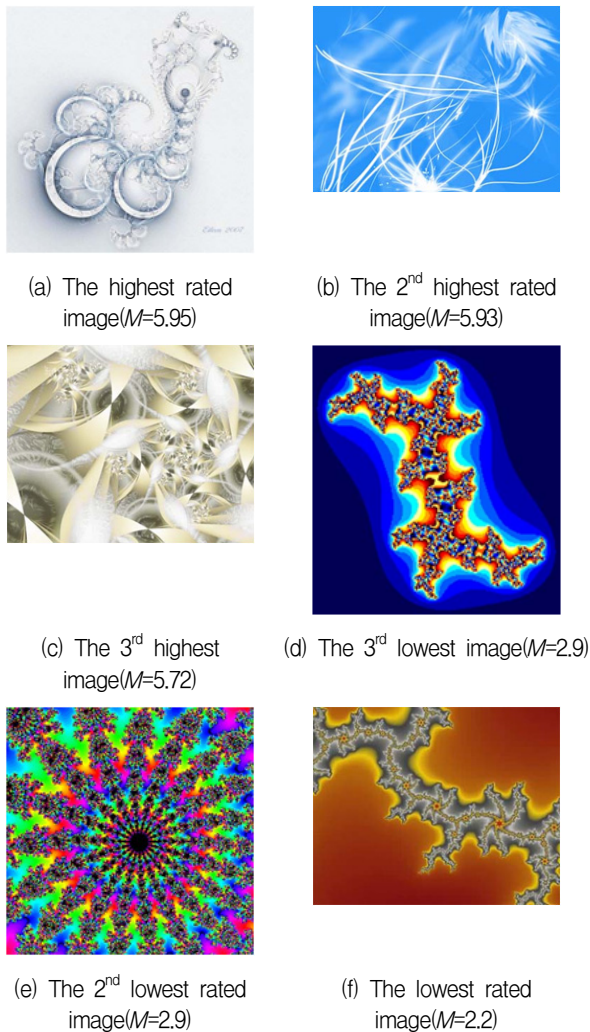 (a) The highest rated
image(M=5.95)
(b) The 2nd highest rated
image(M=5.93)
(c) The 3rd highest
image(M=5.72)
(d) The 3rd lowest image(M=2.9)
(e) The 2nd lowest rated
image(M=2.9)
(f) The lowest rated
image(M=2.2)